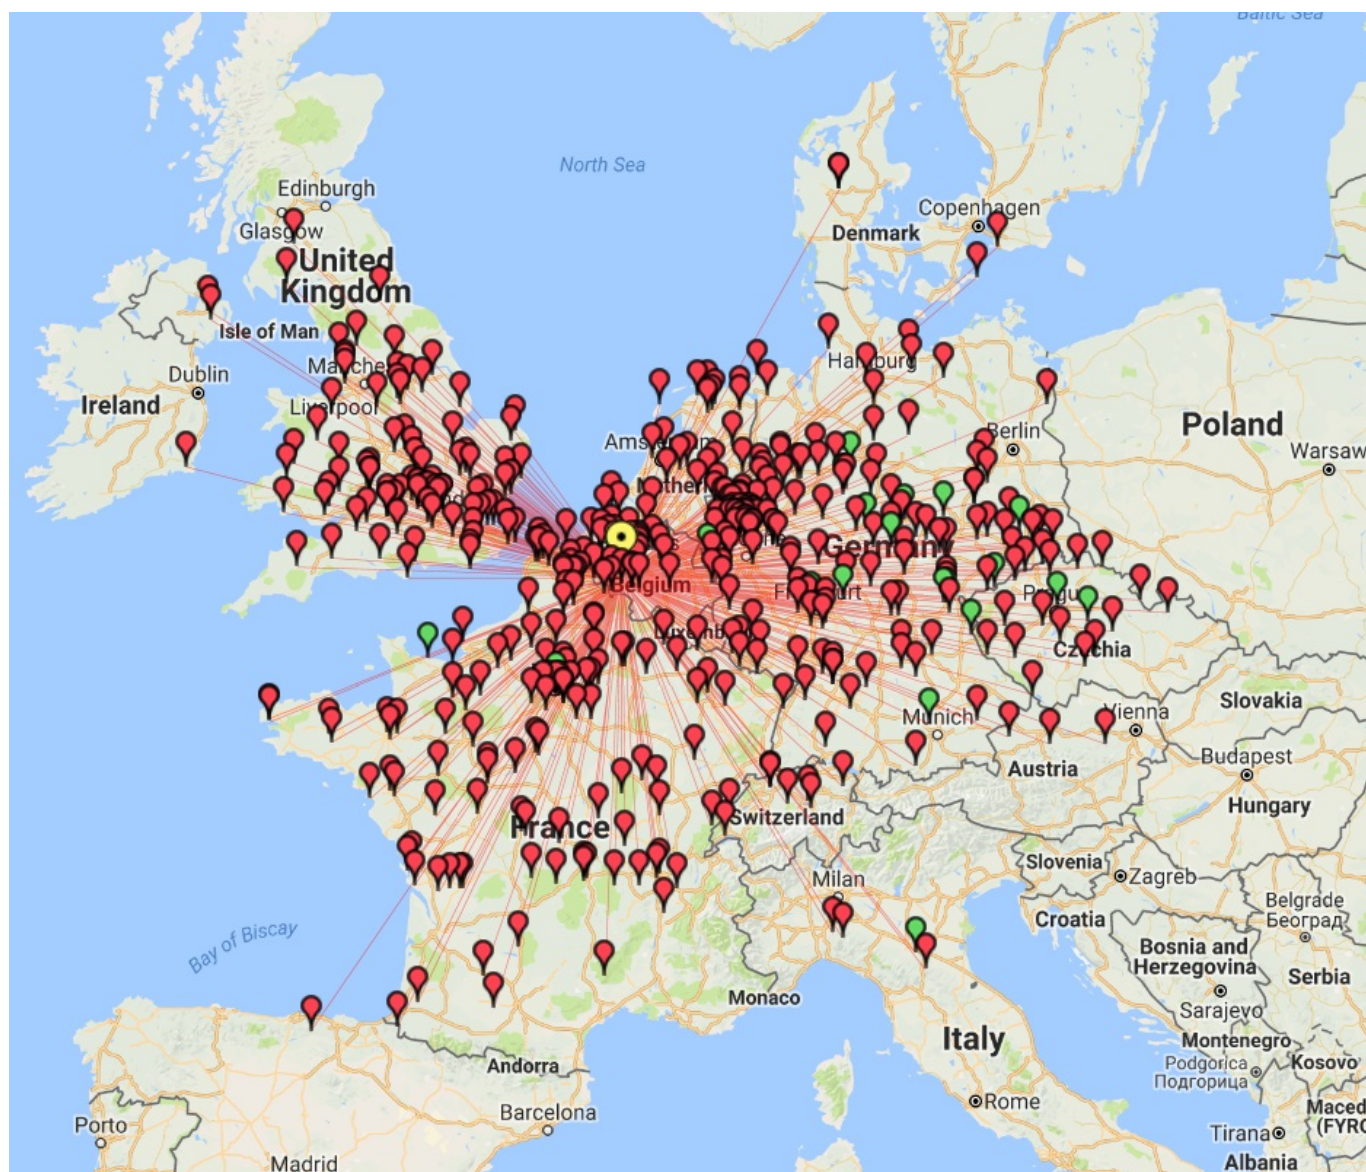 Baltic Sea
North Sea
Edinburgh
Glasgow
Copenhagen
Denmark
United
Kingdom
Isle of Man
Dublin
Ireland
Liverpool
Hamburg
Poland
Berlin
Warsaw
Germany
Belgium
Czechia
Slovakia
Munich
Vienna
Budapest
Austria
Hungary
France
Switzerland
Slovenia
Zagreb
Milan
Croatia
Belgrade
Београд
Bay of Biscay
Bosnia and
Herzegovina
Serbia
Monaco
Sarajevo
Italy
Montenegro
Andorra
Podgorica
Подгорица
Kosovo
Rome
Barcelona
Porto
Maced
(FYRO
Tirana
Madrid
Albania